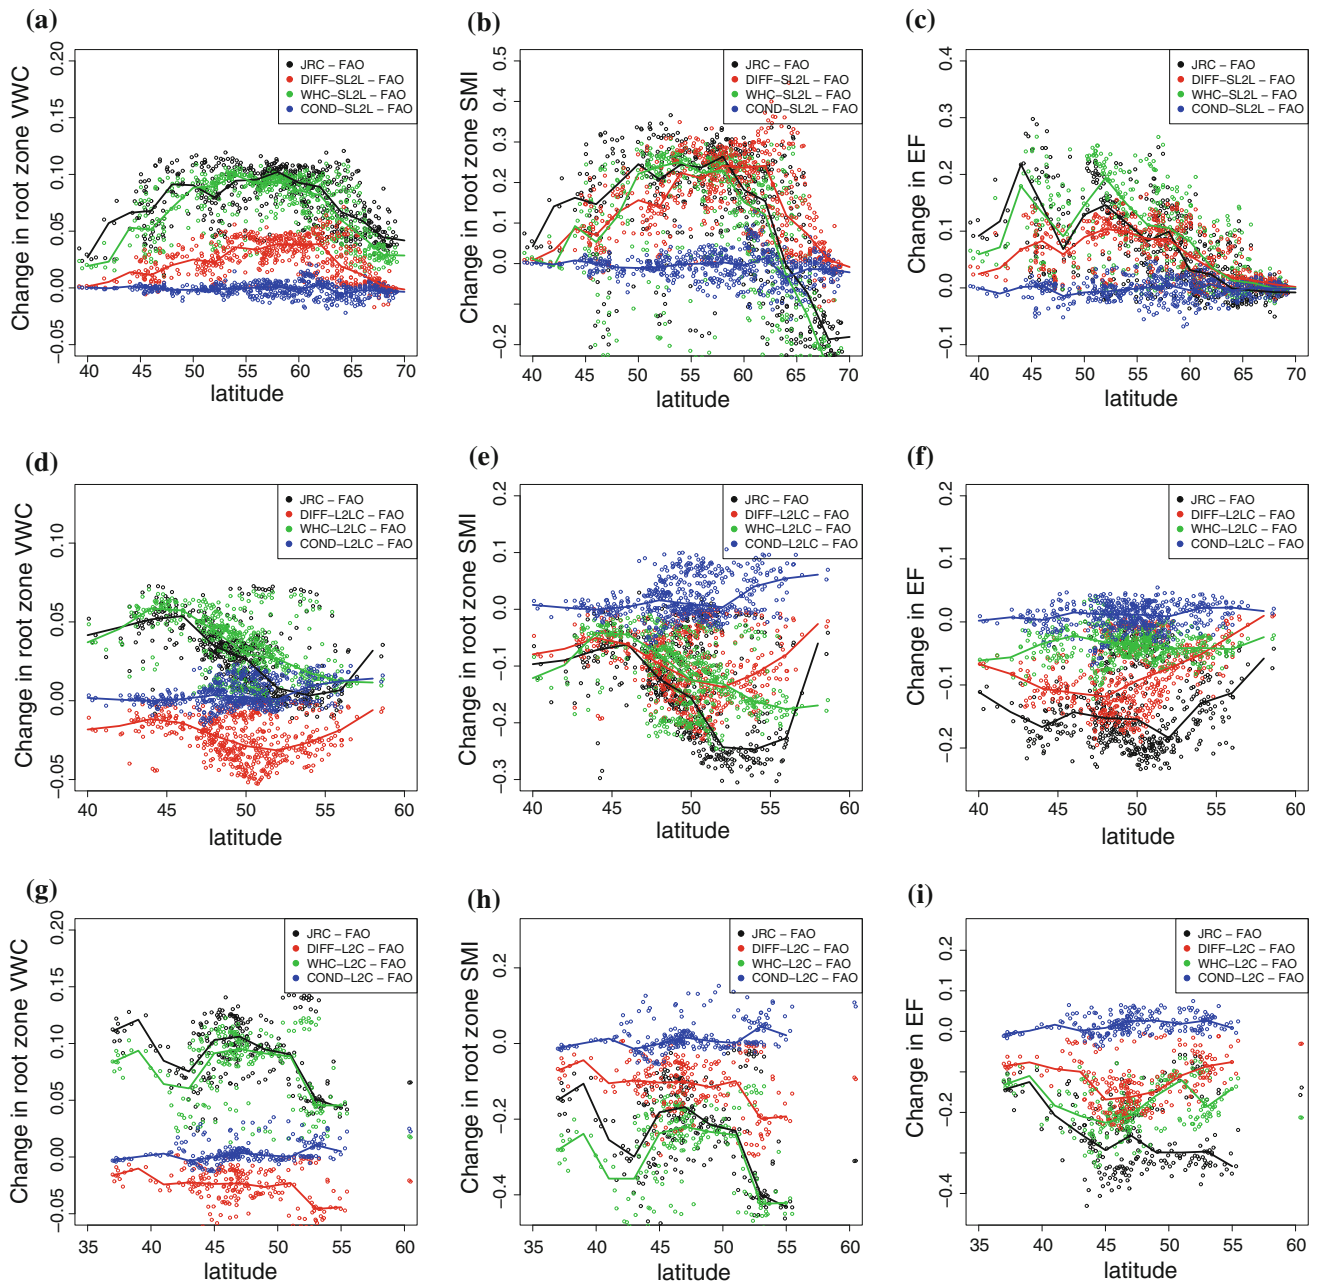 (a)
Change in root zone VWC
0.20
0.15
0.10
0.05
0.00
−0.05
JRC − FAO
DIFF−SL2L − FAO
WHC−SL2L − FAO
COND−SL2L − FAO
40 45 50 55 60 65 70
latitude
(b)
Change in root zone SMI
0.5
0.4
0.3
0.2
0.1
0.0
−0.2
JRC − FAO
DIFF−SL2L − FAO
WHC−SL2L − FAO
COND−SL2L − FAO
40 45 50 55 60 65 70
latitude
(c)
Change in EF
0.4
0.3
0.2
0.1
0.0
−0.1
JRC − FAO
DIFF−SL2L − FAO
WHC−SL2L − FAO
COND−SL2L − FAO
40 45 50 55 60 65 70
latitude
(d)
Change in root zone VWC
0.10
0.05
0.00
−0.05
JRC − FAO
DIFF−L2LC − FAO
WHC−L2LC − FAO
COND−L2LC − FAO
40 45 50 55 60
latitude
(e)
Change in root zone SMI
0.2
0.1
0.0
−0.1
−0.2
−0.3
JRC − FAO
DIFF−L2LC − FAO
WHC−L2LC − FAO
COND−L2LC − FAO
40 45 50 55 60
latitude
(f)
Change in EF
0.2
0.1
0.0
−0.1
−0.2
JRC − FAO
DIFF−L2LC − FAO
WHC−L2LC − FAO
COND−L2LC − FAO
40 45 50 55 60
latitude
(g)
Change in root zone VWC
0.20
0.15
0.10
0.05
0.00
−0.05
JRC − FAO
DIFF−L2C − FAO
WHC−L2C − FAO
COND−L2C − FAO
35 40 45 50 55 60
latitude
(h)
Change in root zone SMI
0.2
0.0
−0.2
−0.4
JRC − FAO
DIFF−L2C − FAO
WHC−L2C − FAO
COND−L2C − FAO
35 40 45 50 55 60
latitude
(i)
Change in EF
0.2
0.1
0.0
−0.2
−0.4
JRC − FAO
DIFF−L2C − FAO
WHC−L2C − FAO
COND−L2C − FAO
35 40 45 50 55 60
latitude